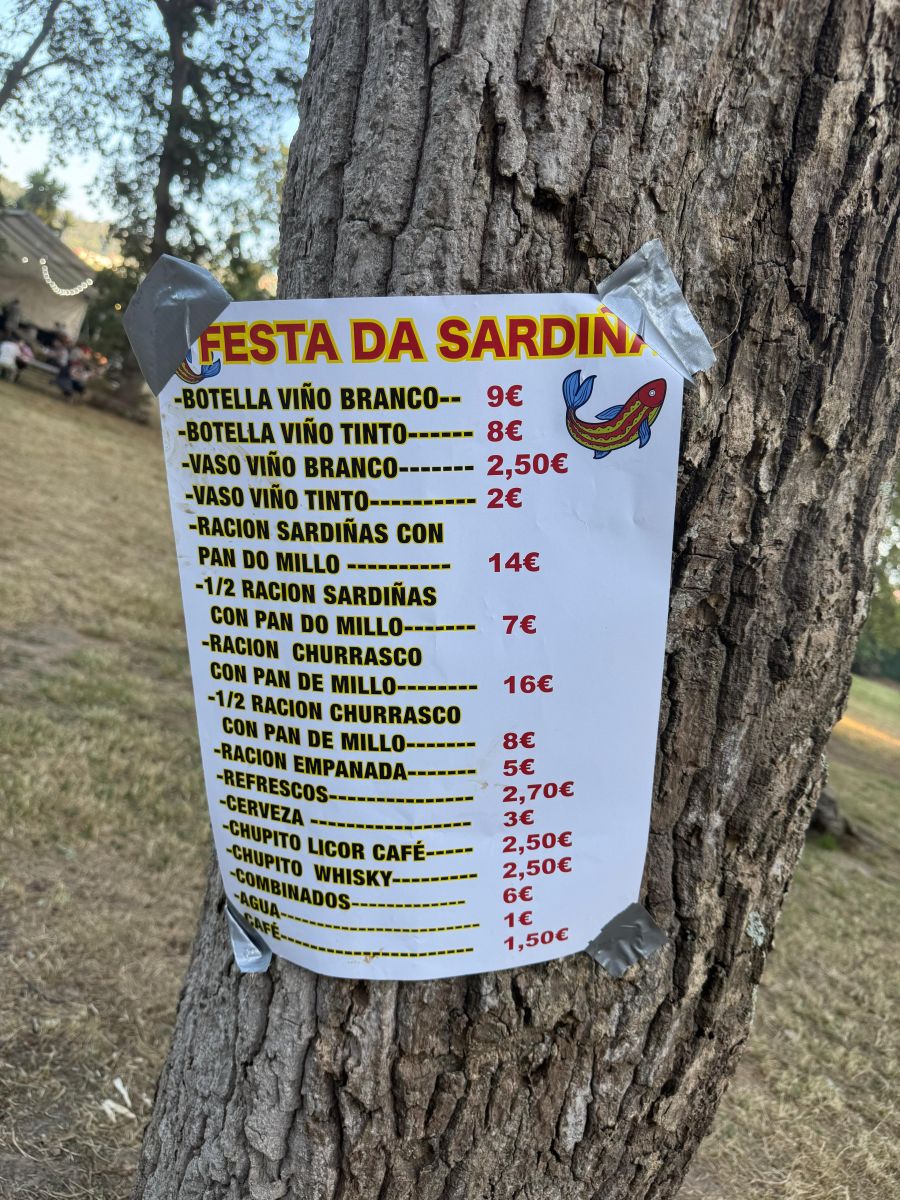 FESTA DA SARDIÑA
-BOTELLA VIÑO BRANCO-- 9€
-BOTELLA VIÑO TINTO------ 8€
-VASO VIÑO BRANCO------- 2,50€
-VASO VIÑO TINTO---------- 2€
-RACION SARDIÑAS CON
PAN DO MILLO ---------- 14€
-1/2 RACION SARDIÑAS
CON PAN DO MILLO------- 7€
-RACION CHURRASCO
CON PAN DE MILLO-------- 16€
-1/2 RACION CHURRASCO
CON PAN DE MILLO------- 8€
-RACION EMPANADA------- 5€
-REFRESCOS--------------- 2,70€
-CERVEZA ---------------- 3€
-CHUPITO LICOR CAFÉ----- 2,50€
-CHUPITO WHISKY--------- 2,50€
-COMBINADOS------------ 6€
-AGUA--------------------- 1€
CAFÉ--------------------- 1,50€